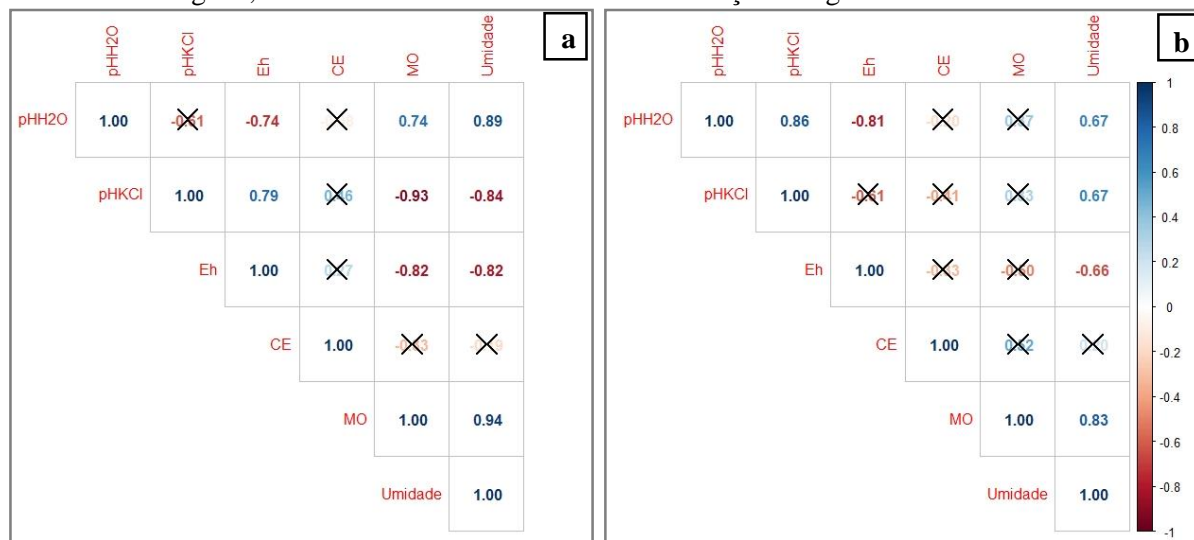 a
pHH2O pHKCl Eh CE MO Umidade
pHH2O 1.00 -0.61 -0.74 0.74 0.89
pHKCl 1.00 0.79 -0.93 -0.84
Eh 1.00 -0.82 -0.82
CE 1.00
MO 1.00 0.94
Umidade 1.00
b
pHH2O pHKCl Eh CE MO Umidade
pHH2O 1.00 0.86 -0.81 0.67
pHKCl 1.00 0.67
Eh 1.00 -0.66
CE 1.00
MO 1.00 0.83
Umidade 1.00
1
0.8
0.6
0.4
0.2
0
-0.2
-0.4
-0.6
-0.8
-1